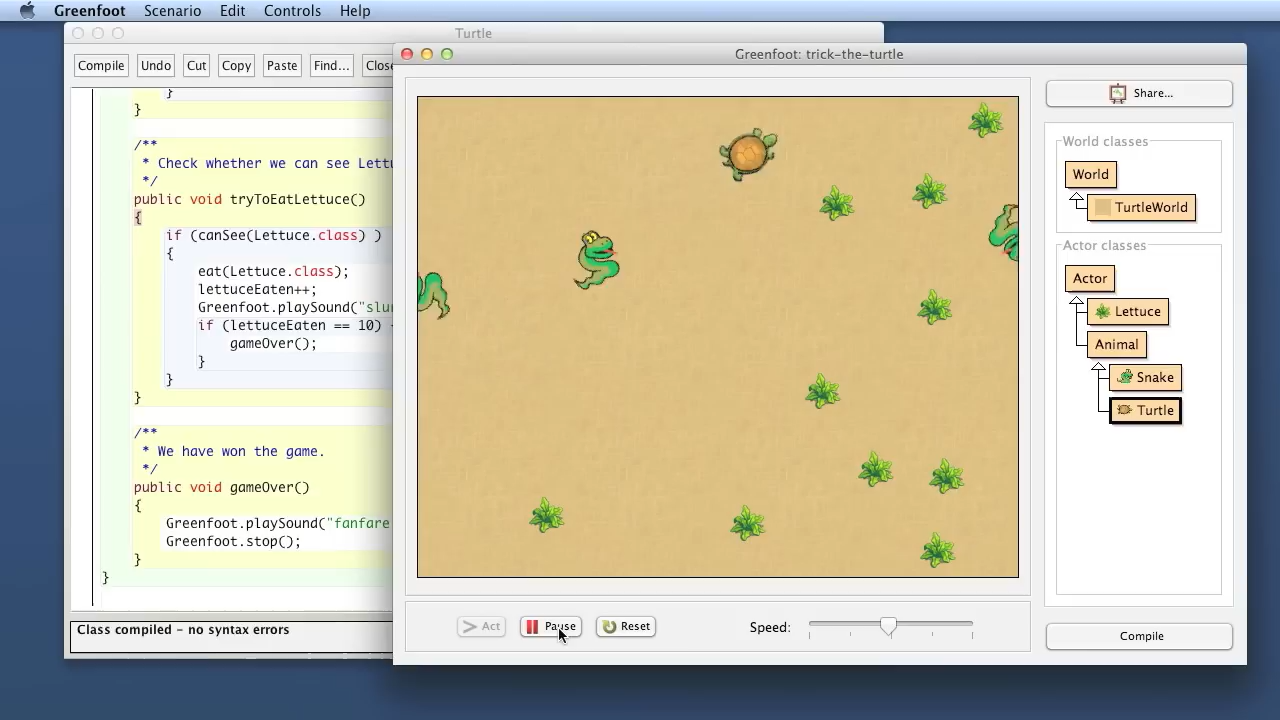 Greenfoot Scenario Edit Controls Help
Turtle
Compile Undo Cut Copy Paste Find... Close
}
}
/**
* Check whether we can see Lettu
*/
public void tryToEatLettuce()
{
if (canSee(Lettuce.class) )
{
eat(Lettuce.class);
lettuceEaten++;
Greenfoot.playSound("slu
if (lettuceEaten == 10)
gameOver();
}
}
}
/**
* We have won the game.
*/
public void gameOver()
{
Greenfoot.playSound("fanfare
Greenfoot.stop();
}
}
Class compiled - no syntax errors
Greenfoot: trick-the-turtle
Act Pause Reset Speed:
Share...
World classes
World
TurtleWorld
Actor classes
Actor
Lettuce
Animal
Snake
Turtle
Compile